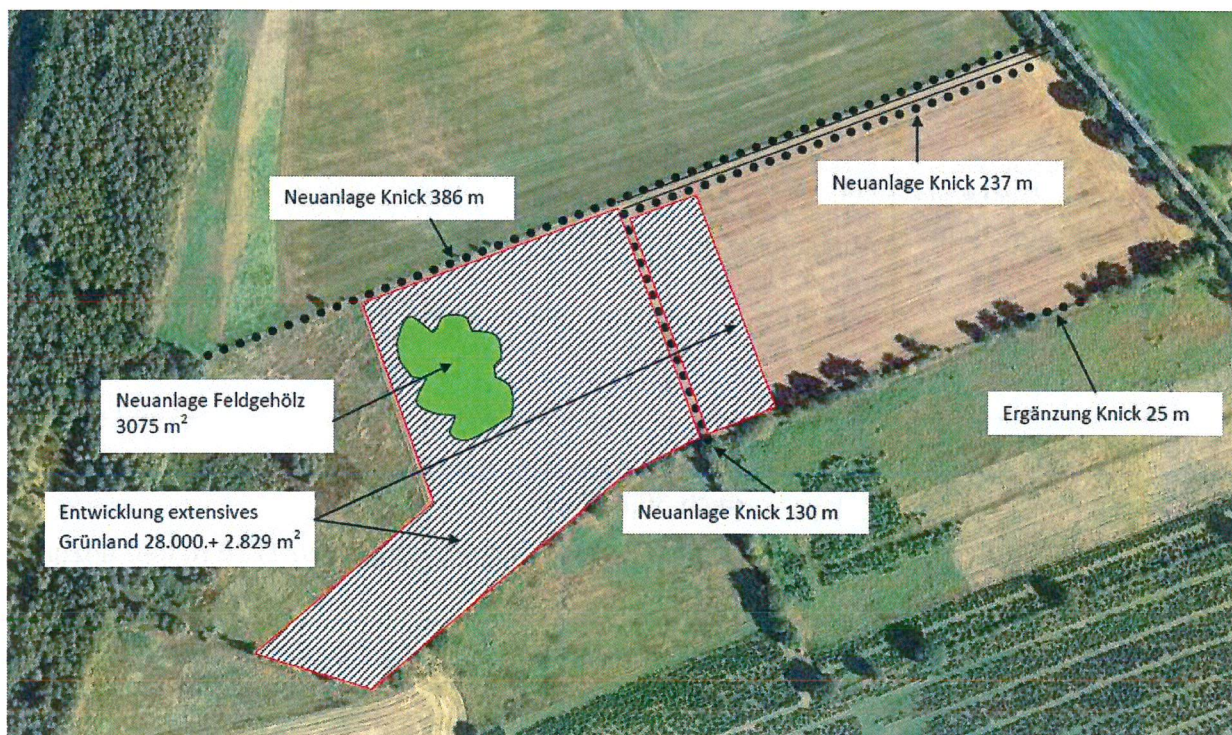 Neuanlage Knick 386 m
Neuanlage Knick 237 m
Neuanlage Feldgehölz
3075 m²
Ergänzung Knick 25 m
Entwicklung extensives
Grünland 28.000.+ 2.829 m²
Neuanlage Knick 130 m